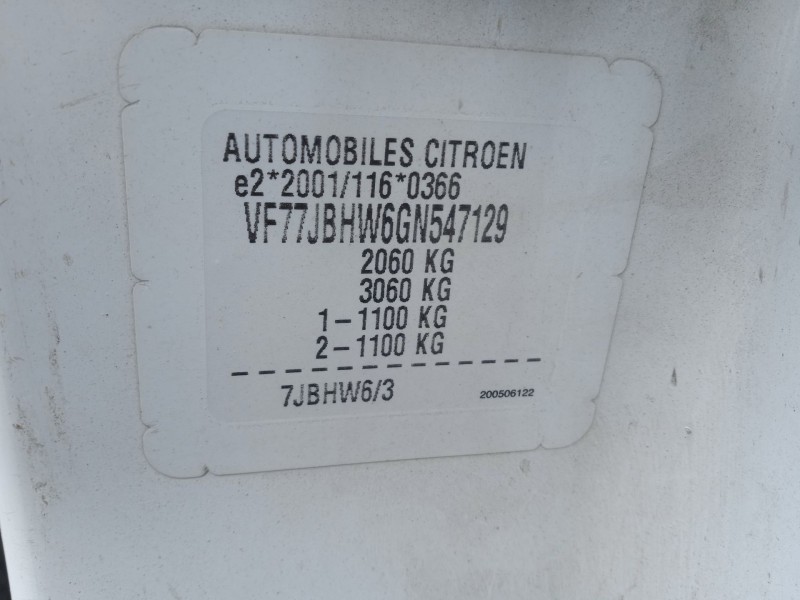 AUTOMOBILES CITROEN
e2*2001/116*0366
VF77JBHW6GN547129
2060 KG
3060 KG
1-1100 KG
2-1100 KG
7JBHW6/3
200506122